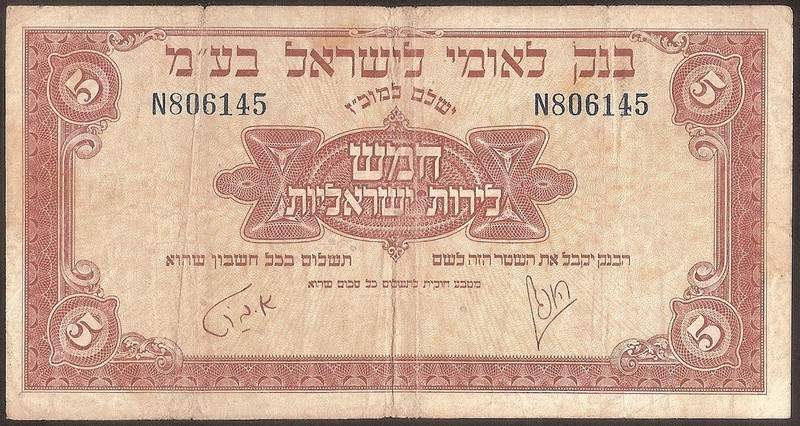 בנק לאומי לישראל בע״מ
5 5
ישלם למוכ״ז
N806145 N806145
חמש
לירות ישראליות
הבנק יקבל את השטר הזה לשם תשלום בכל חשבון שהוא
מטבע חוקית לתשלום כל סכום שהוא
5 5